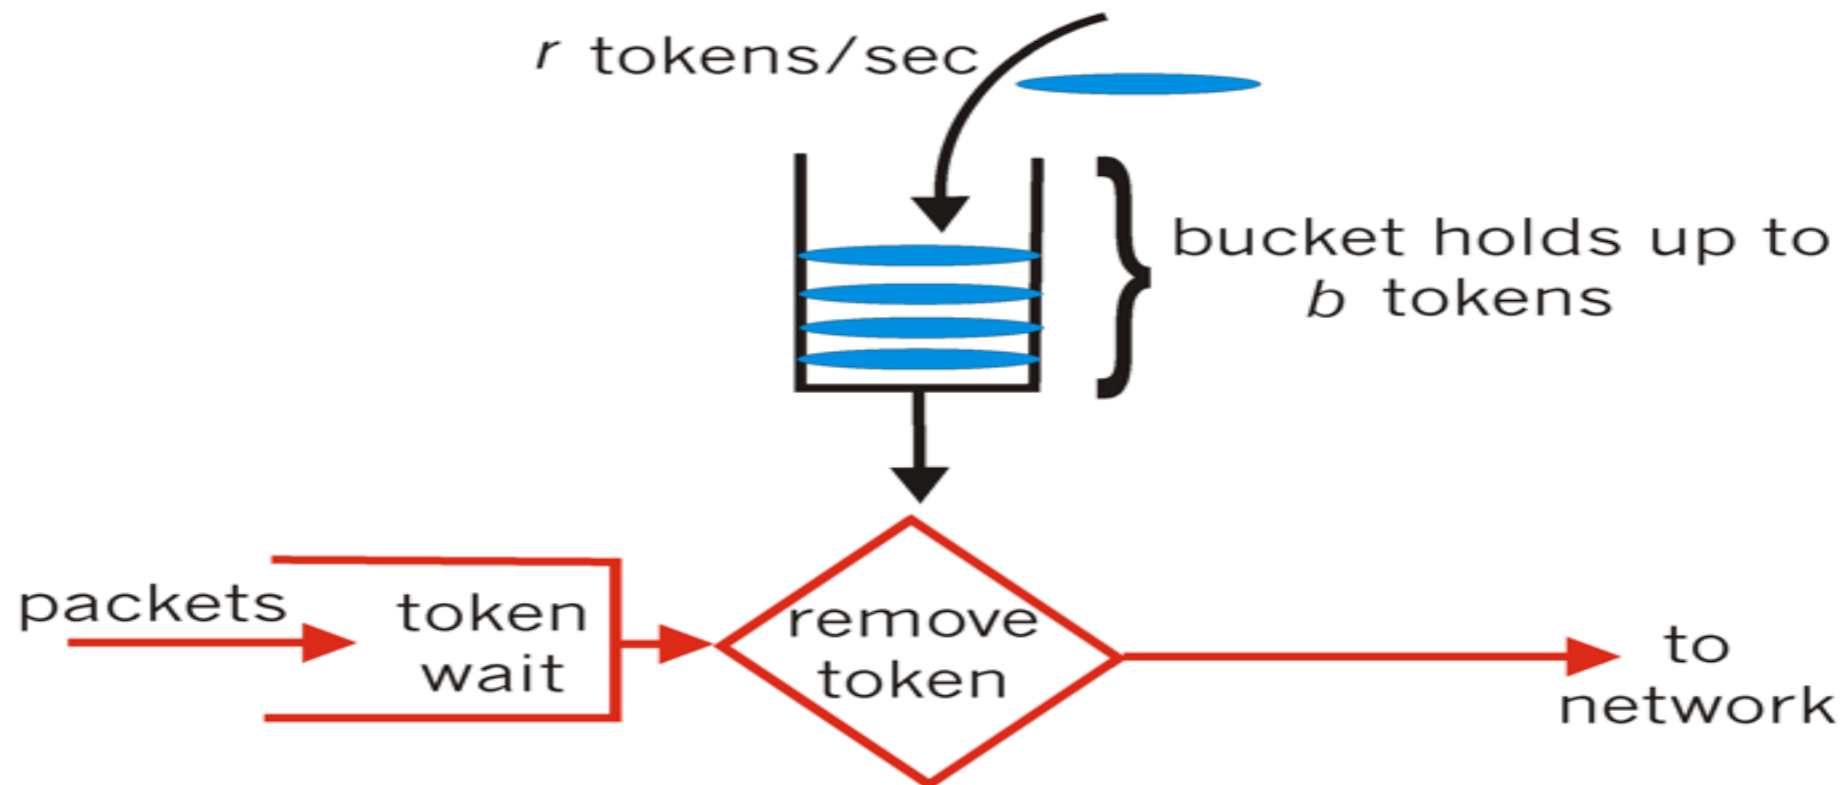 r tokens/sec
bucket holds up to
b tokens
packets
token
wait
remove
token
to
network